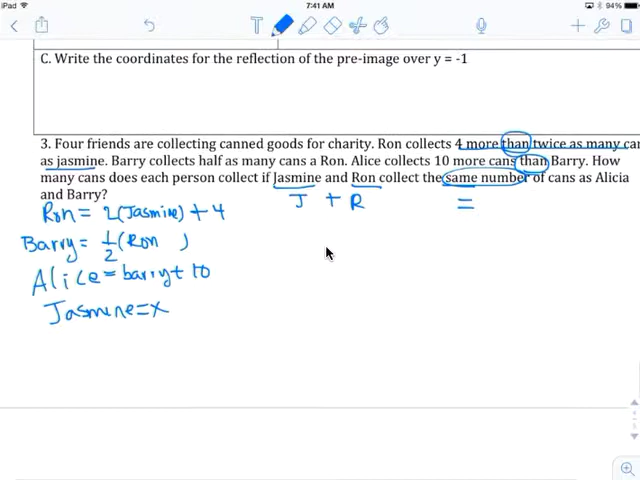 iPad
7:41 AM
94%
C. Write the coordinates for the reflection of the pre-image over y = -1
3. Four friends are collecting canned goods for charity. Ron collects 4 more than twice as many can
as jasmine. Barry collects half as many cans a Ron. Alice collects 10 more cans than Barry. How
many cans does each person collect if Jasmine and Ron collect the same number of cans as Alicia
and Barry?
J + R =
Ron = 2(Jasmine) + 4
Barry = 1/2 (Ron )
Alice = barry + 10
Jasmine = x